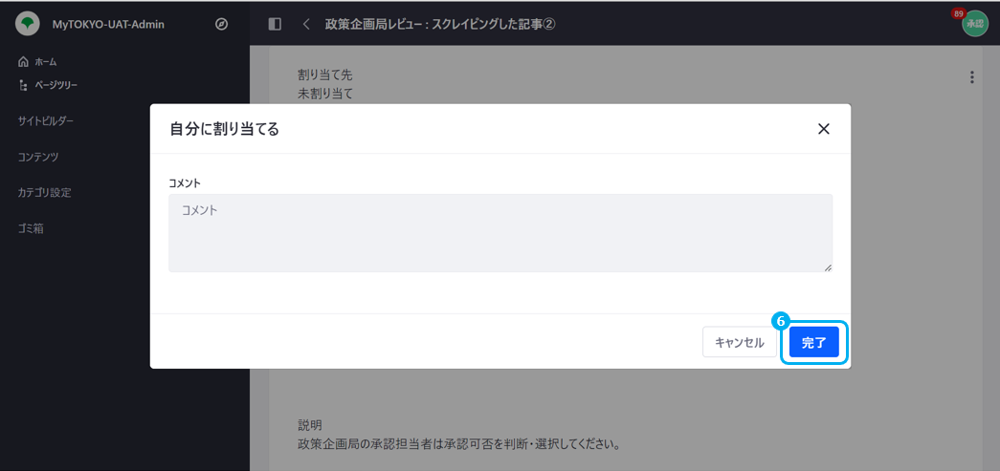 MyTOKYO-UAT-Admin
ホーム
ページツリー
サイトビルダー
コンテンツ
カテゴリ設定
ゴミ箱
政策企画局レビュー : スクレイピングした記事②
89
承認
割り当て先
未割り当て
自分に割り当てる
コメント
コメント
6
キャンセル
完了
説明
政策企画局の承認担当者は承認可否を判断・選択してください。